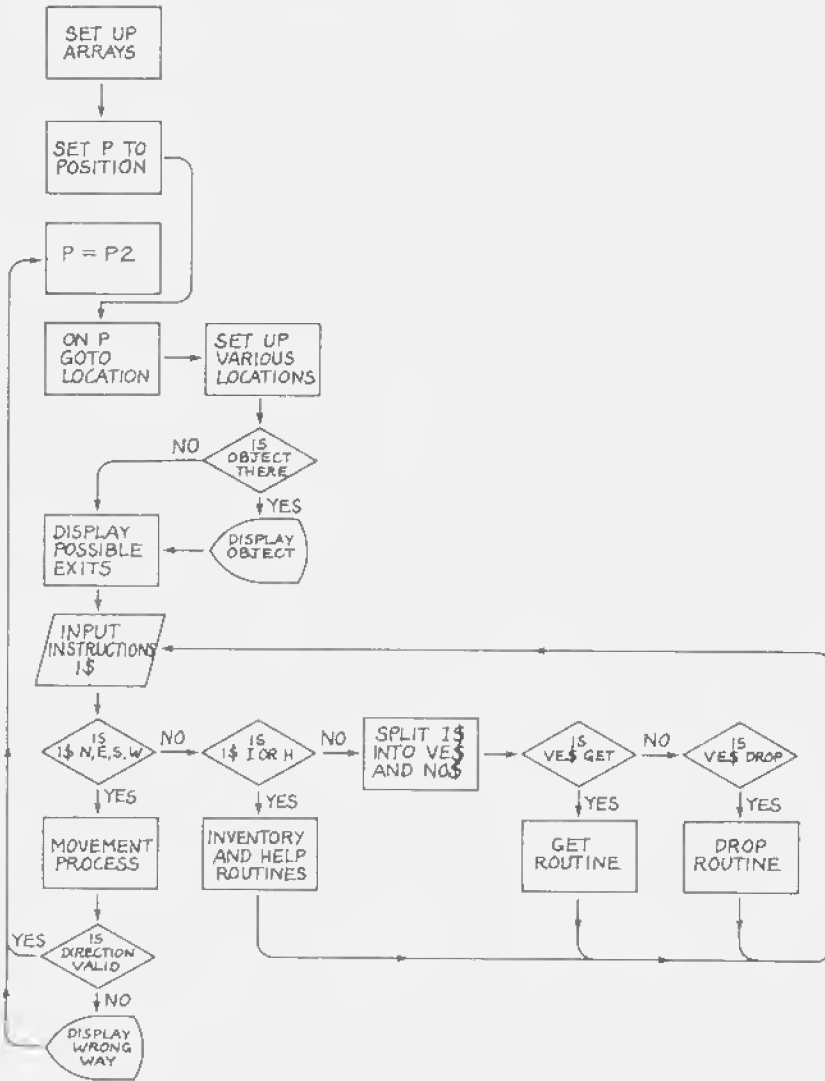 SET UP
ARRAYS
SET P TO
POSITION
P = P2
ON P
GOTO
LOCATION
SET UP
VARIOUS
LOCATIONS
NO
IS
OBJECT
THERE
YES
DISPLAY
POSSIBLE
EXITS
DISPLAY
OBJECT
INPUT
INSTRUCTIONS
I$
IS
I$ N,E,S,W
NO
IS
I$ I OR H
NO
SPLIT I$
INTO VE$
AND NO$
IS
VE$ GET
NO
IS
VE$ DROP
YES
YES
YES
YES
MOVEMENT
PROCESS
INVENTORY
AND HELP
ROUTINES
GET
ROUTINE
DROP
ROUTINE
YES
IS
DIRECTION
VALID
NO
DISPLAY
WRONG
WAY